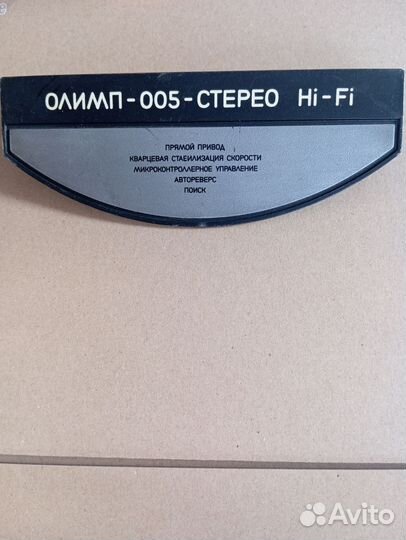 ОЛИМП-005-СТЕРЕО Hi-Fi
ПРЯМОЙ ПРИВОД
КВАРЦЕВАЯ СТАБИЛИЗАЦИЯ СКОРОСТИ
МИКРОКОНТРОЛЛЕРНОЕ УПРАВЛЕНИЕ
АВТОРЕВЕРС
ПОИСК
Avito